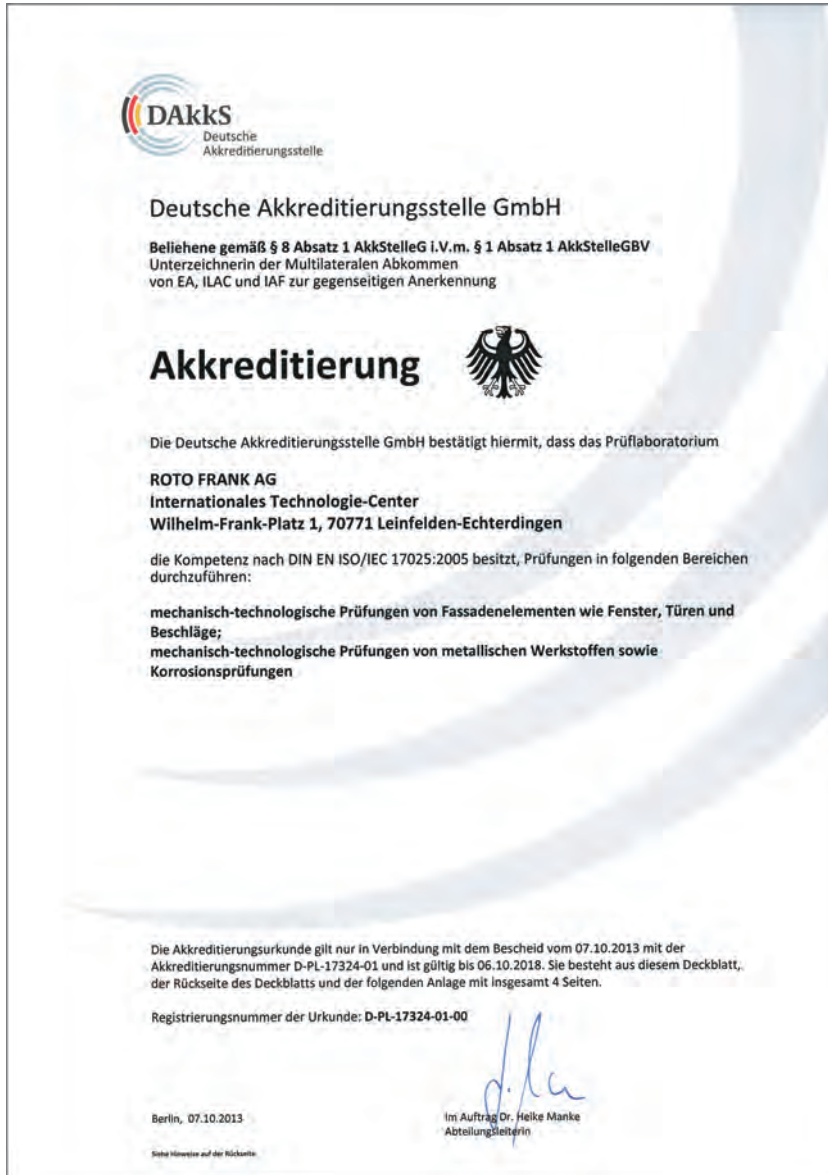 DAkkS
Deutsche
Akkreditierungsstelle
Deutsche Akkreditierungsstelle GmbH
Beliehene gemäß § 8 Absatz 1 AkkStelleG i.V.m. § 1 Absatz 1 AkkStelleGBV
Unterzeichnerin der Multilateralen Abkommen
von EA, ILAC und IAF zur gegenseitigen Anerkennung
Akkreditierung
Die Deutsche Akkreditierungsstelle GmbH bestätigt hiermit, dass das Prüflaboratorium
ROTO FRANK AG
Internationales Technologie-Center
Wilhelm-Frank-Platz 1, 70771 Leinfelden-Echterdingen
die Kompetenz nach DIN EN ISO/IEC 17025:2005 besitzt, Prüfungen in folgenden Bereichen
durchzuführen:
mechanisch-technologische Prüfungen von Fassadenelementen wie Fenster, Türen und
Beschläge;
mechanisch-technologische Prüfungen von metallischen Werkstoffen sowie
Korrosionsprüfungen
Die Akkreditierungsurkunde gilt nur in Verbindung mit dem Bescheid vom 07.10.2013 mit der
Akkreditierungsnummer D-PL-17324-01 und ist gültig bis 06.10.2018. Sie besteht aus diesem Deckblatt,
der Rückseite des Deckblatts und der folgenden Anlage mit insgesamt 4 Seiten.
Registrierungsnummer der Urkunde: D-PL-17324-01-00
Berlin, 07.10.2013
Im Auftrag Dr. Heike Manke
Abteilungsleiterin
Siehe Hinweise auf der Rückseite